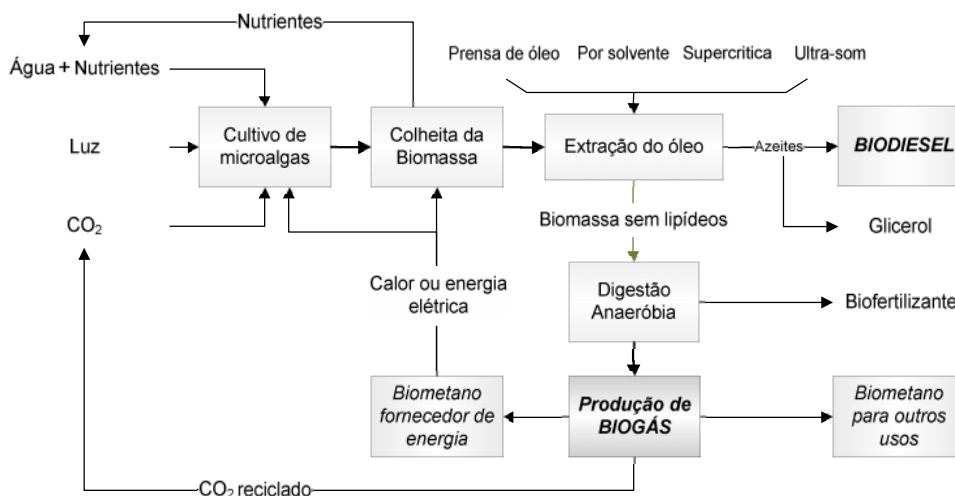 Nutrientes
Prensa de óleo
Por solvente
Supercritica
Ultra-som
Água + Nutrientes
Luz
CO₂
Cultivo de
microalgas
Colheita da
Biomassa
Extração do óleo
Azeites
BIODIESEL
Glicerol
Biomassa sem lipídeos
Calor ou energia
elétrica
Digestão
Anaeróbia
Biofertilizante
Biometano
fornecedor de
energia
Produção de
BIOGÁS
Biometano
para outros
usos
CO₂ reciclado